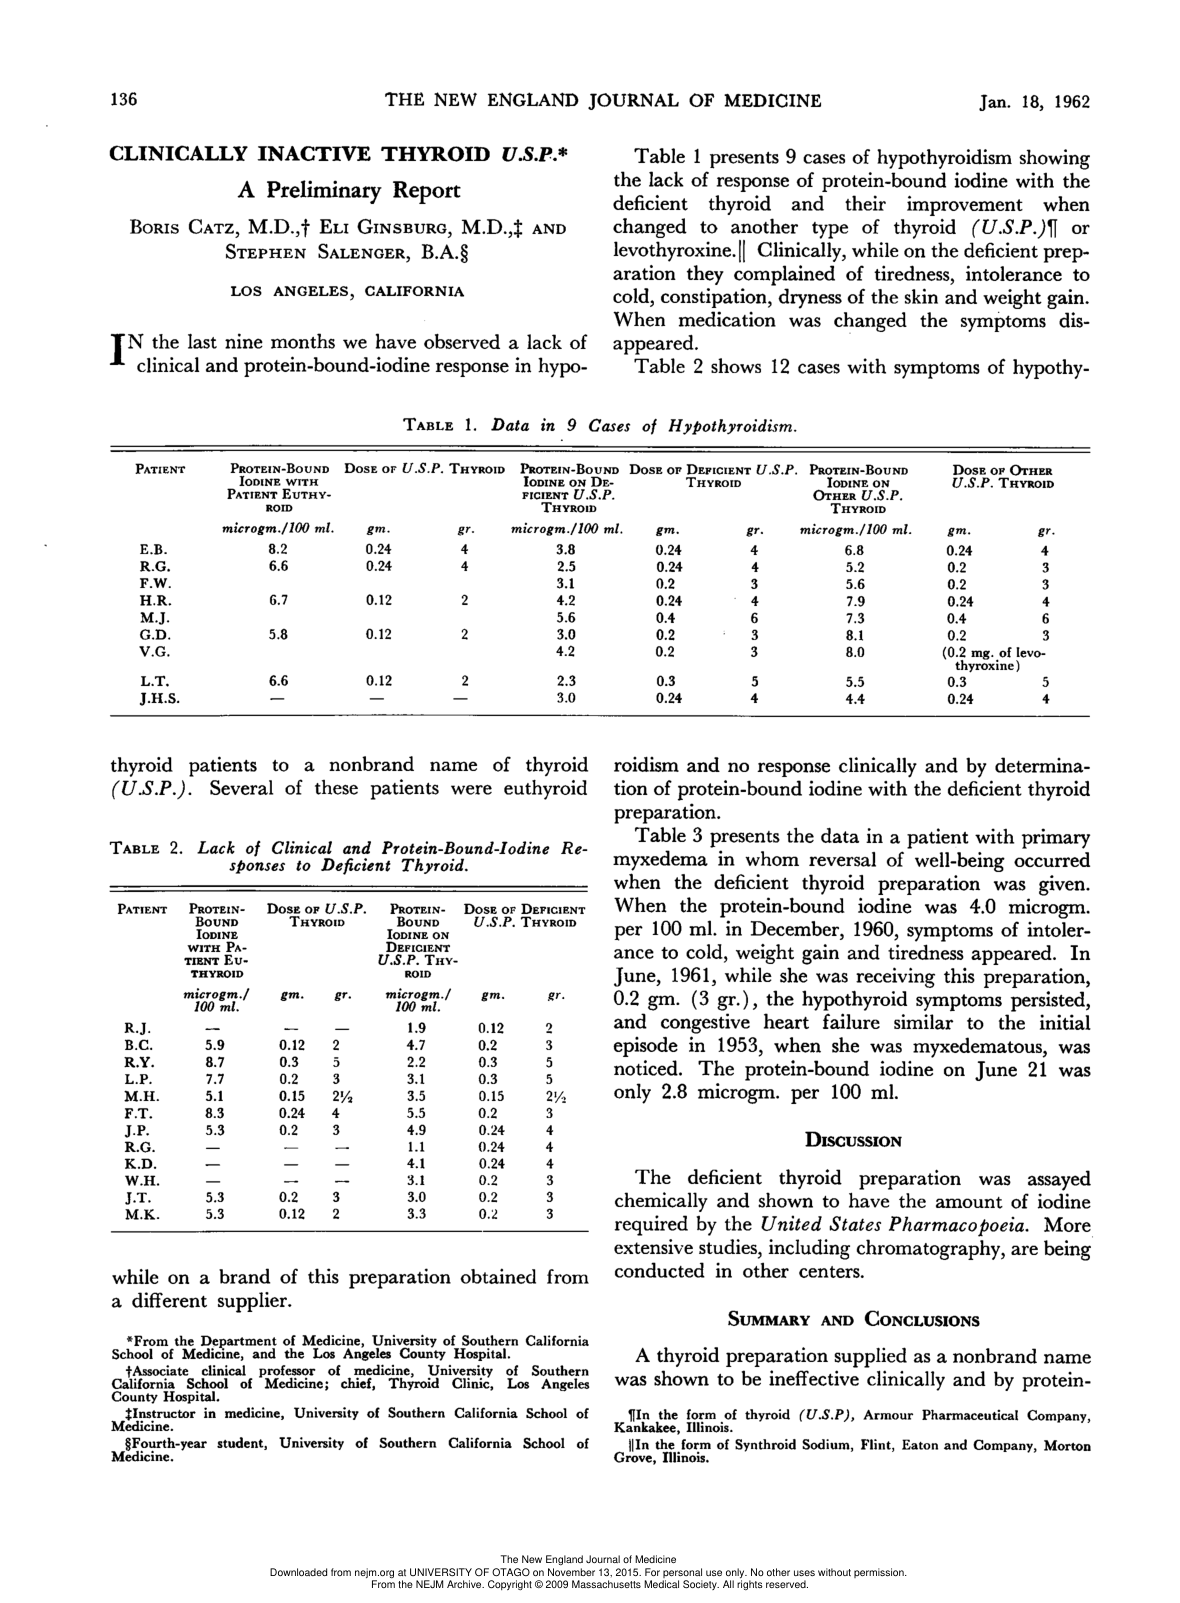 136
THE NEW ENGLAND JOURNAL OF MEDICINE
Jan. 18, 1962
CLINICALLY INACTIVE THYROID U.S.P.*
A Preliminary Report
BORIS CATZ, M.D.,† ELI GINSBURG, M.D.,‡ AND
STEPHEN SALENGER, B.A.§
LOS ANGELES, CALIFORNIA
IN the last nine months we have observed a lack of
clinical and protein-bound-iodine response in hypo-
Table 1 presents 9 cases of hypothyroidism showing
the lack of response of protein-bound iodine with the
deficient thyroid and their improvement when
changed to another type of thyroid (U.S.P.)¶ or
levothyroxine.‖ Clinically, while on the deficient prep-
aration they complained of tiredness, intolerance to
cold, constipation, dryness of the skin and weight gain.
When medication was changed the symptoms dis-
appeared.
Table 2 shows 12 cases with symptoms of hypothy-
TABLE 1. Data in 9 Cases of Hypothyroidism.
PATIENT PROTEIN-BOUND DOSE OF U.S.P. THYROID PROTEIN-BOUND DOSE OF DEFICIENT U.S.P. PROTEIN-BOUND DOSE OF OTHER
IODINE WITH IODINE ON DE- THYROID IODINE ON U.S.P. THYROID
PATIENT EUTHY- FICIENT U.S.P. OTHER U.S.P.
ROID THYROID THYROID
microgm./100 ml. gm. gr. microgm./100 ml. gm. gr. microgm./100 ml. gm. gr.
E.B. 8.2 0.24 4 3.8 0.24 4 6.8 0.24 4
R.G. 6.6 0.24 4 2.5 0.24 4 5.2 0.2 3
F.W. 3.1 0.2 3 5.6 0.2 3
H.R. 6.7 0.12 2 4.2 0.24 4 7.9 0.24 4
M.J. 5.6 0.4 6 7.3 0.4 6
G.D. 5.8 0.12 2 3.0 0.2 3 8.1 0.2 3
V.G. 4.2 0.2 3 8.0 (0.2 mg. of levo-
thyroxine)
L.T. 6.6 0.12 2 2.3 0.3 5 5.5 0.3 5
J.H.S. — — — 3.0 0.24 4 4.4 0.24 4
thyroid patients to a nonbrand name of thyroid
(U.S.P.). Several of these patients were euthyroid
TABLE 2. Lack of Clinical and Protein-Bound-Iodine Re-
sponses to Deficient Thyroid.
PATIENT PROTEIN- DOSE OF U.S.P. PROTEIN- DOSE OF DEFICIENT
BOUND THYROID BOUND U.S.P. THYROID
IODINE IODINE ON
WITH PA- DEFICIENT
TIENT EU- U.S.P. THY-
THYROID ROID
microgm./ gm. gr. microgm./ gm. gr.
100 ml. 100 ml.
R.J. — — — 1.9 0.12 2
B.C. 5.9 0.12 2 4.7 0.2 3
R.Y. 8.7 0.3 5 2.2 0.3 5
L.P. 7.7 0.2 3 3.1 0.3 5
M.H. 5.1 0.15 2½ 3.5 0.15 2½
F.T. 8.3 0.24 4 5.5 0.2 3
J.P. 5.3 0.2 3 4.9 0.24 4
R.G. — — — 1.1 0.24 4
K.D. — — — 4.1 0.24 4
W.H. — — — 3.1 0.2 3
J.T. 5.3 0.2 3 3.0 0.2 3
M.K. 5.3 0.12 2 3.3 0.2 3
while on a brand of this preparation obtained from
a different supplier.
*From the Department of Medicine, University of Southern California
School of Medicine, and the Los Angeles County Hospital.
†Associate clinical professor of medicine, University of Southern
California School of Medicine; chief, Thyroid Clinic, Los Angeles
County Hospital.
‡Instructor in medicine, University of Southern California School of
Medicine.
§Fourth-year student, University of Southern California School of
Medicine.
roidism and no response clinically and by determina-
tion of protein-bound iodine with the deficient thyroid
preparation.
Table 3 presents the data in a patient with primary
myxedema in whom reversal of well-being occurred
when the deficient thyroid preparation was given.
When the protein-bound iodine was 4.0 microgm.
per 100 ml. in December, 1960, symptoms of intoler-
ance to cold, weight gain and tiredness appeared. In
June, 1961, while she was receiving this preparation,
0.2 gm. (3 gr.), the hypothyroid symptoms persisted,
and congestive heart failure similar to the initial
episode in 1953, when she was myxedematous, was
noticed. The protein-bound iodine on June 21 was
only 2.8 microgm. per 100 ml.
DISCUSSION
The deficient thyroid preparation was assayed
chemically and shown to have the amount of iodine
required by the United States Pharmacopoeia. More
extensive studies, including chromatography, are being
conducted in other centers.
SUMMARY AND CONCLUSIONS
A thyroid preparation supplied as a nonbrand name
was shown to be ineffective clinically and by protein-
¶In the form of thyroid (U.S.P), Armour Pharmaceutical Company,
Kankakee, Illinois.
‖In the form of Synthroid Sodium, Flint, Eaton and Company, Morton
Grove, Illinois.
The New England Journal of Medicine
Downloaded from nejm.org at UNIVERSITY OF OTAGO on November 13, 2015. For personal use only. No other uses without permission.
From the NEJM Archive. Copyright © 2009 Massachusetts Medical Society. All rights reserved.